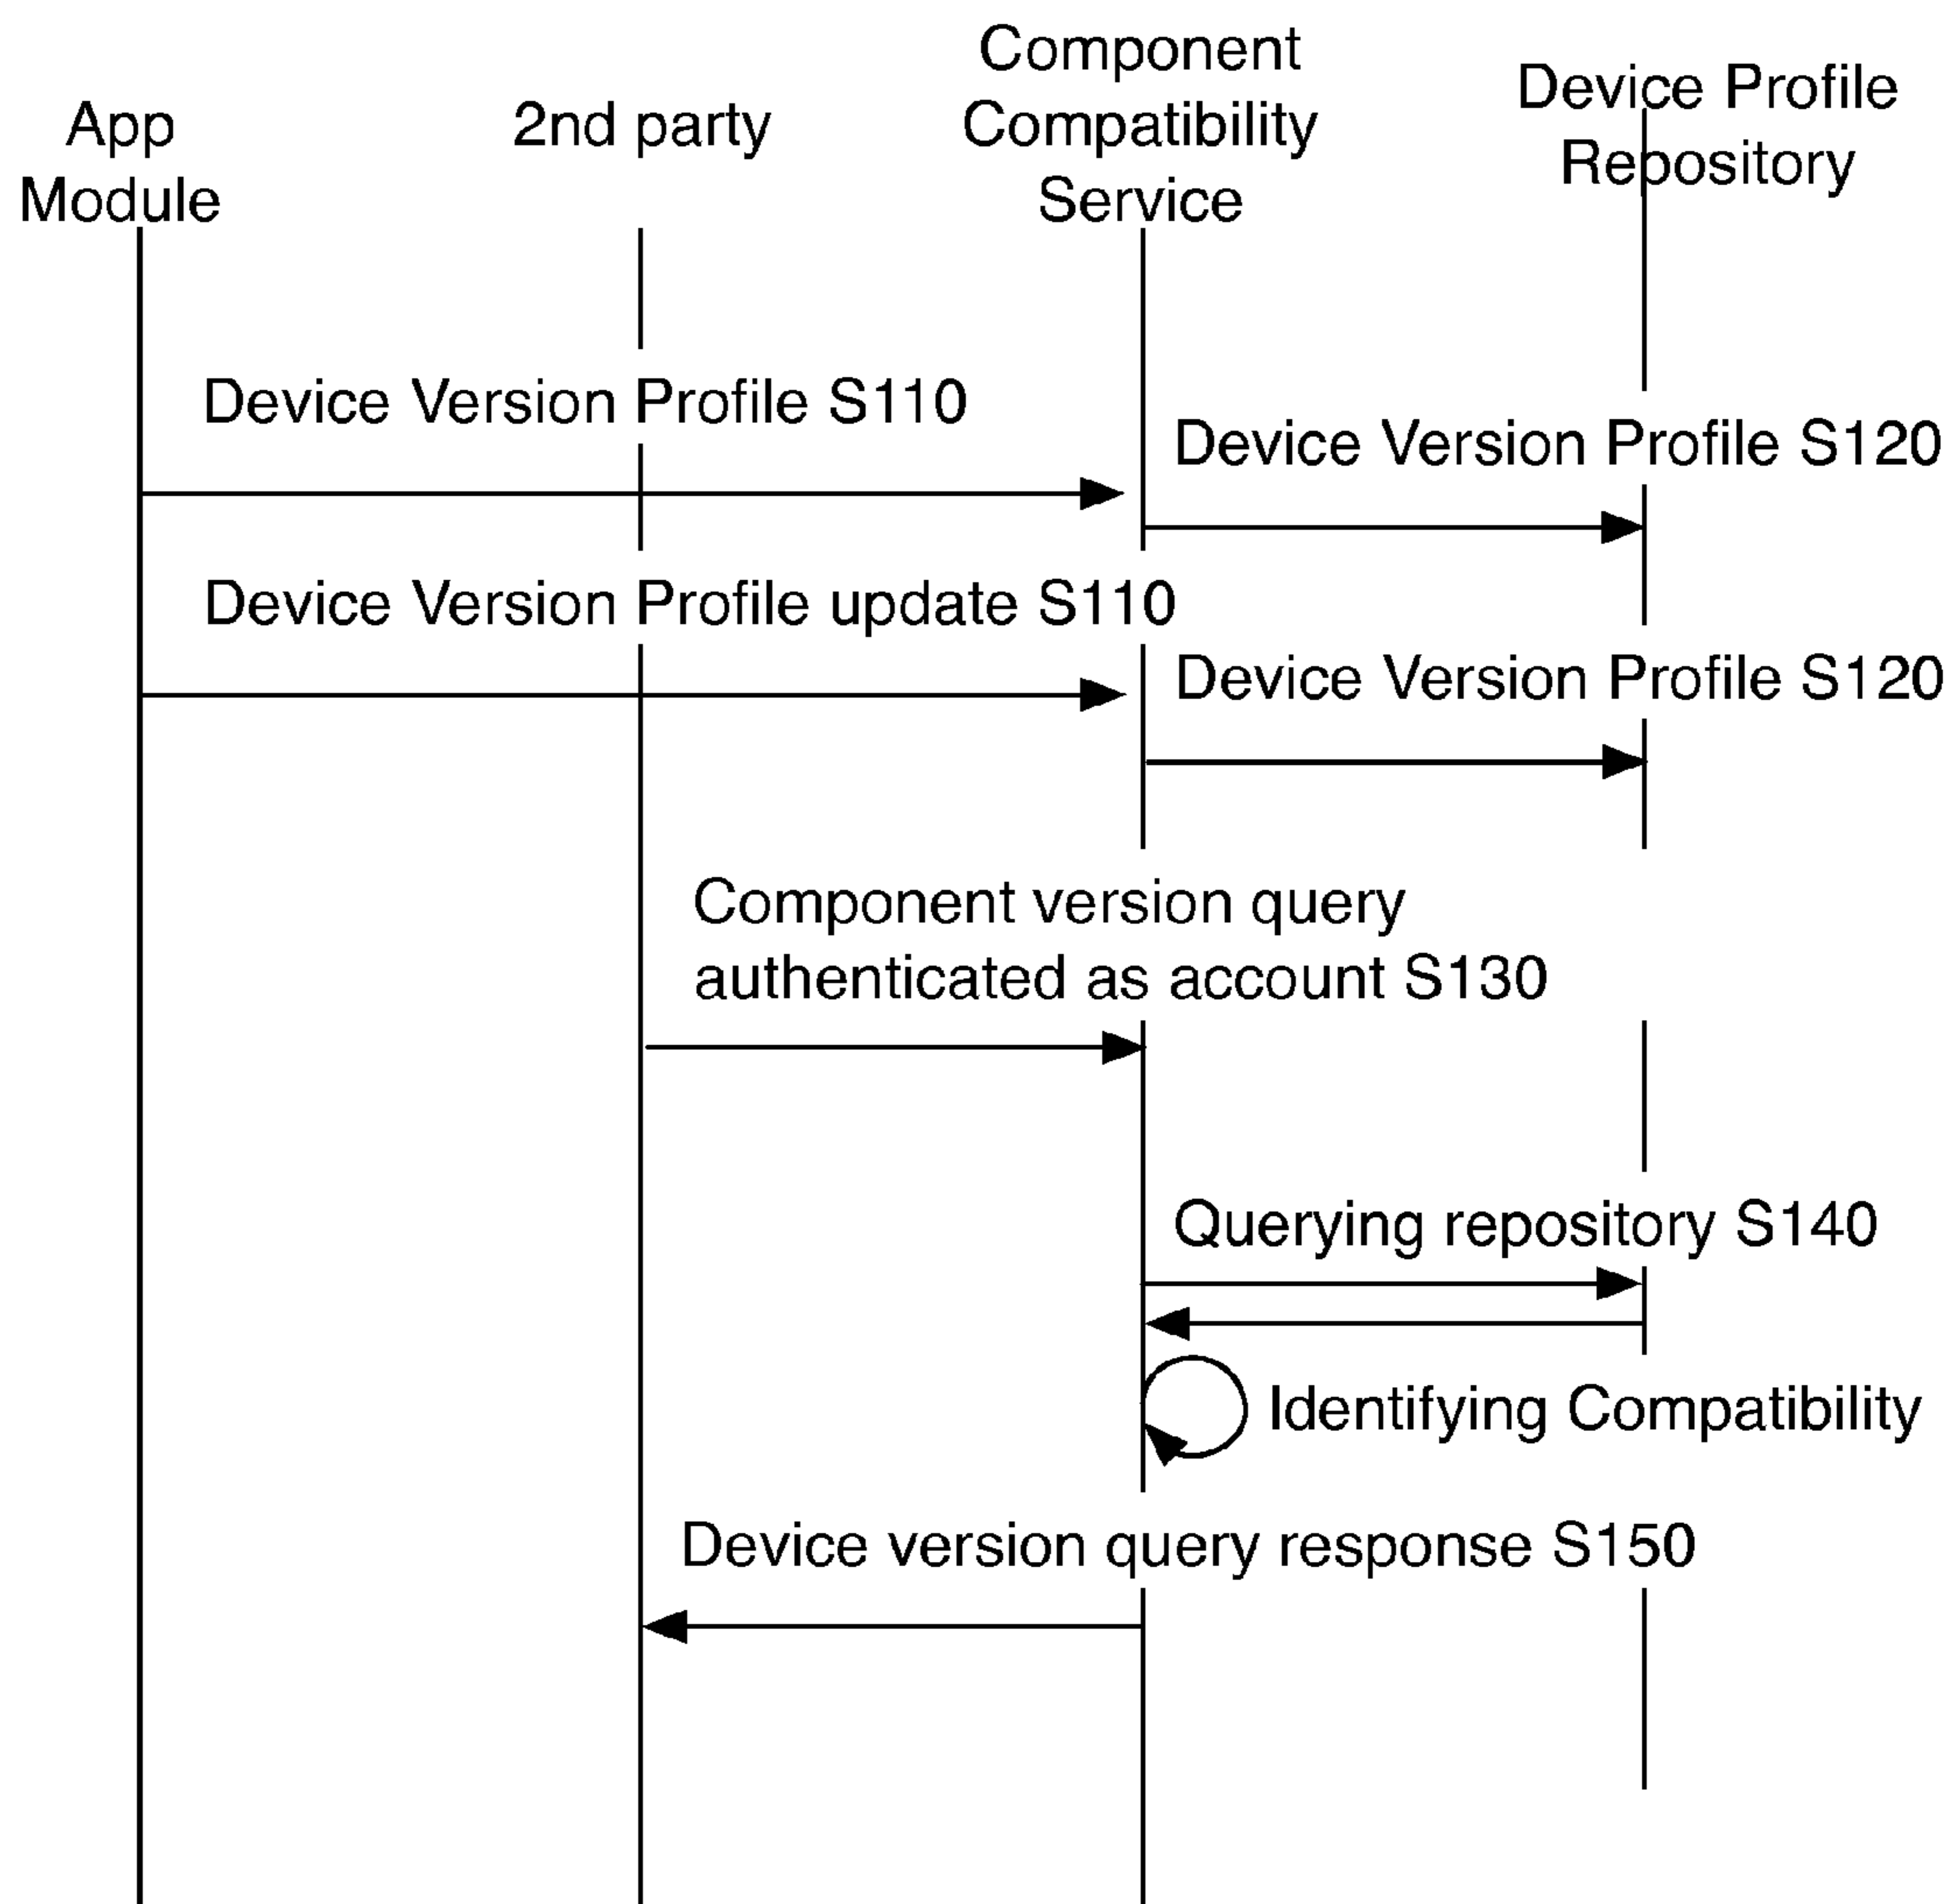 App
Module
2nd party
Component
Compatibility
Service
Device Profile
Repository
Device Version Profile S110
Device Version Profile S120
Device Version Profile update S110
Device Version Profile S120
Component version query
authenticated as account S130
Querying repository S140
Identifying Compatibility
Device version query response S150